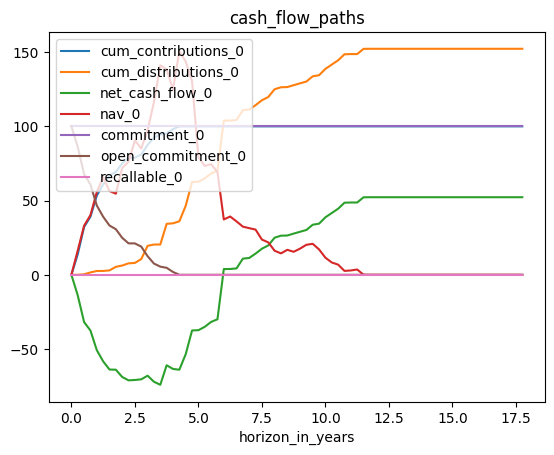 cash_flow_paths
cum_contributions_0
cum_distributions_0
net_cash_flow_0
nav_0
commitment_0
open_commitment_0
recallable_0
150
100
50
0
−50
0.0 2.5 5.0 7.5 10.0 12.5 15.0 17.5
horizon_in_years